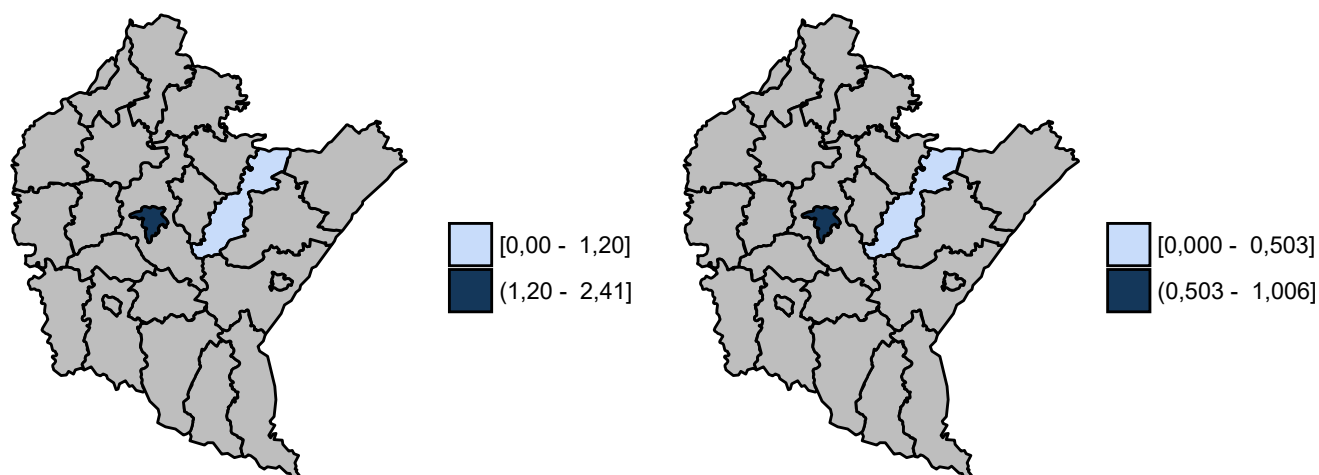 [0,00 - 1,20]
(1,20 - 2,41]
[0,000 - 0,503]
(0,503 - 1,006]